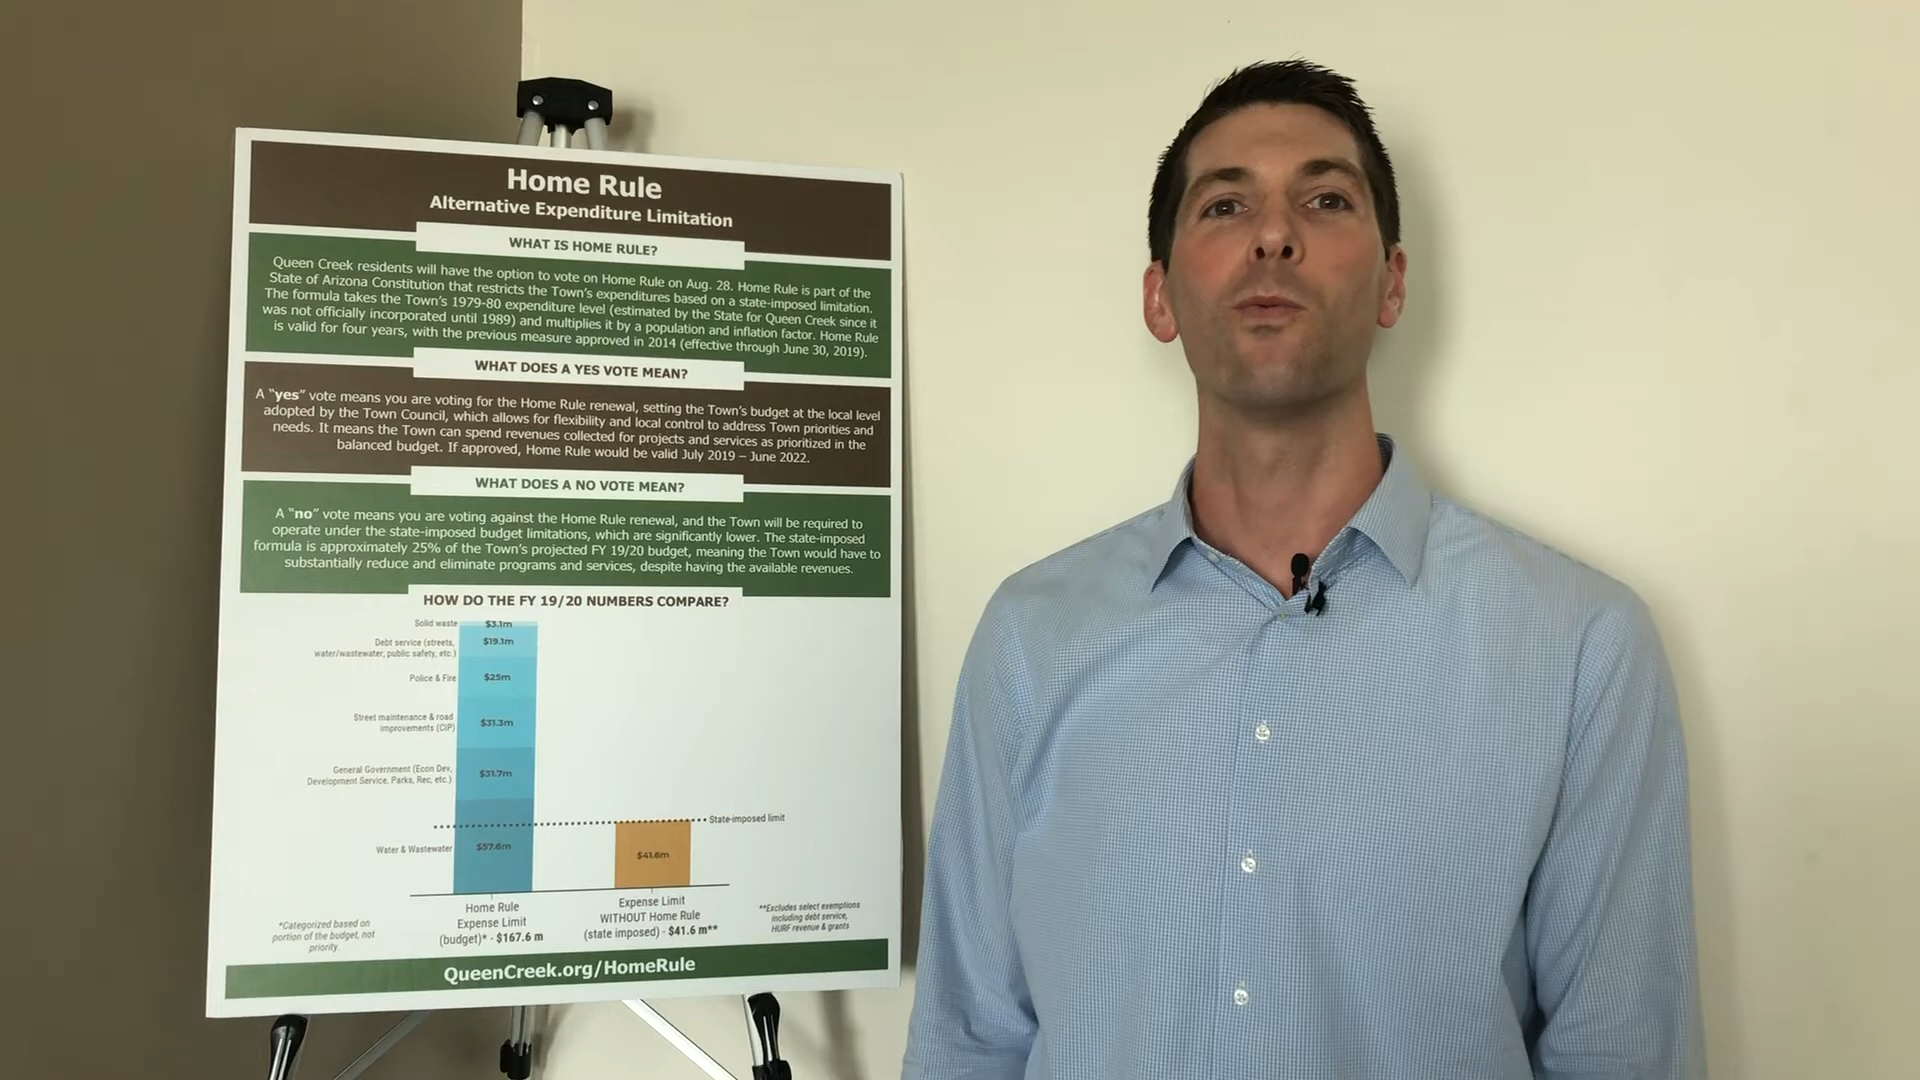 Home Rule
Alternative Expenditure Limitation
WHAT IS HOME RULE?
Queen Creek residents will have the option to vote on Home Rule on Aug. 28. Home Rule is part of the
State of Arizona Constitution that restricts the Town's expenditures based on a state-imposed limitation.
The formula takes the Town's 1979-80 expenditure level (estimated by the State for Queen Creek since it
was not officially incorporated until 1989) and multiplies it by a population and inflation factor. Home Rule
is valid for four years, with the previous measure approved in 2014 (effective through June 30, 2019).
WHAT DOES A YES VOTE MEAN?
A "yes" vote means you are voting for the Home Rule renewal, setting the Town's budget at the local level
adopted by the Town Council, which allows for flexibility and local control to address Town priorities and
needs. It means the Town can spend revenues collected for projects and services as prioritized in the
balanced budget. If approved, Home Rule would be valid July 2019 – June 2022.
WHAT DOES A NO VOTE MEAN?
A "no" vote means you are voting against the Home Rule renewal, and the Town will be required to
operate under the state-imposed budget limitations, which are significantly lower. The state-imposed
formula is approximately 25% of the Town's projected FY 19/20 budget, meaning the Town would have to
substantially reduce and eliminate programs and services, despite having the available revenues.
HOW DO THE FY 19/20 NUMBERS COMPARE?
Solid waste $3.1m
Debt service (streets,
water/wastewater, public safety, etc.) $19.1m
Police & Fire $25m
Street maintenance & road
improvements (CIP) $31.3m
General Government (Econ Dev,
Development Service, Parks, Rec, etc.) $31.7m
State-imposed limit
Water & Wastewater $57.6m
$41.6m
Home Rule
Expense Limit
(budget)* - $167.6 m
Expense Limit
WITHOUT Home Rule
(state imposed) - $41.6 m**
*Categorized based on
portion of the budget, not
priority.
**Excludes select exemptions
including debt service,
HURF revenue & grants
QueenCreek.org/HomeRule